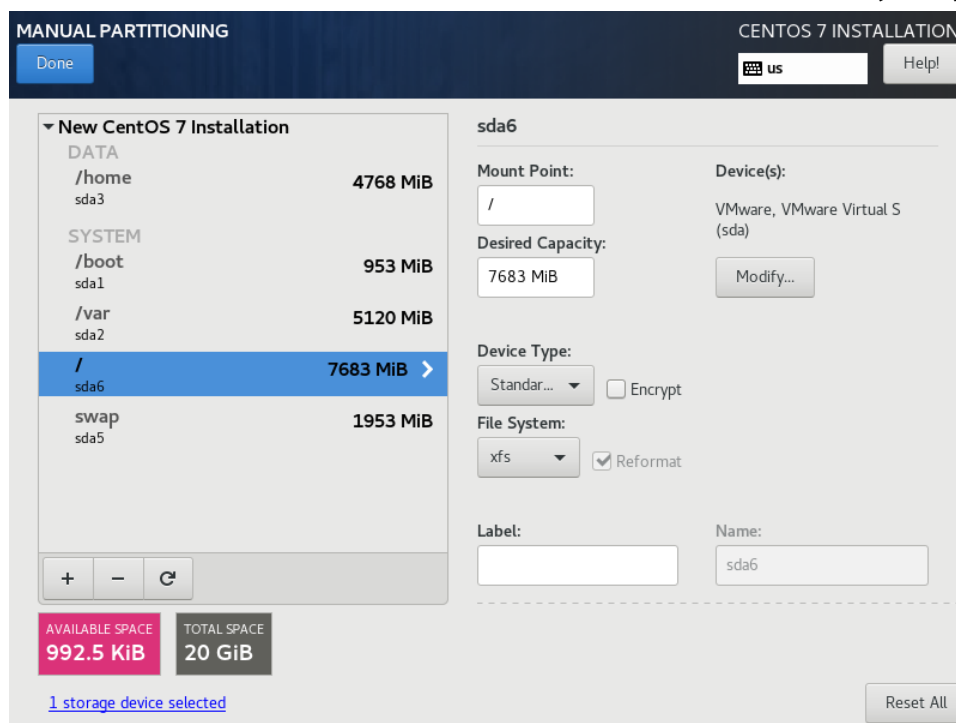 MANUAL PARTITIONING
CENTOS 7 INSTALLATION
Done
us
Help!
New CentOS 7 Installation
DATA
/home
4768 MiB
sda3
SYSTEM
/boot
953 MiB
sda1
/var
5120 MiB
sda2
/
7683 MiB
sda6
swap
1953 MiB
sda5
+ −
AVAILABLE SPACE
992.5 KiB
TOTAL SPACE
20 GiB
1 storage device selected
sda6
Mount Point:
/
Device(s):
VMware, VMware Virtual S
(sda)
Desired Capacity:
7683 MiB
Modify...
Device Type:
Standar...
Encrypt
File System:
xfs
Reformat
Label:
Name:
sda6
Reset All